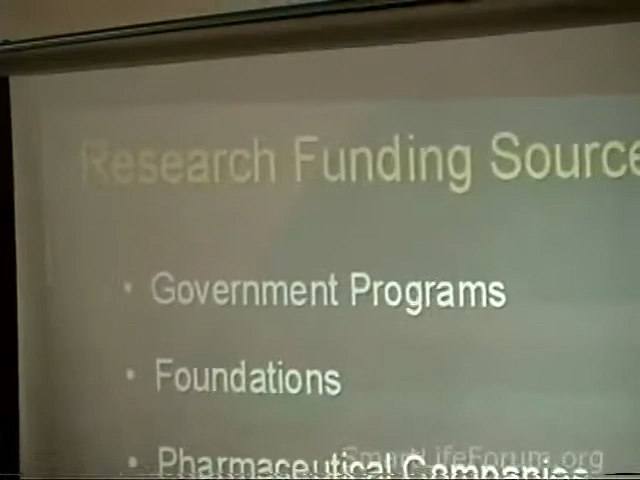 Research Funding Source
• Government Programs
• Foundations
• Pharmaceutical Companies
SmartLifeForum.org